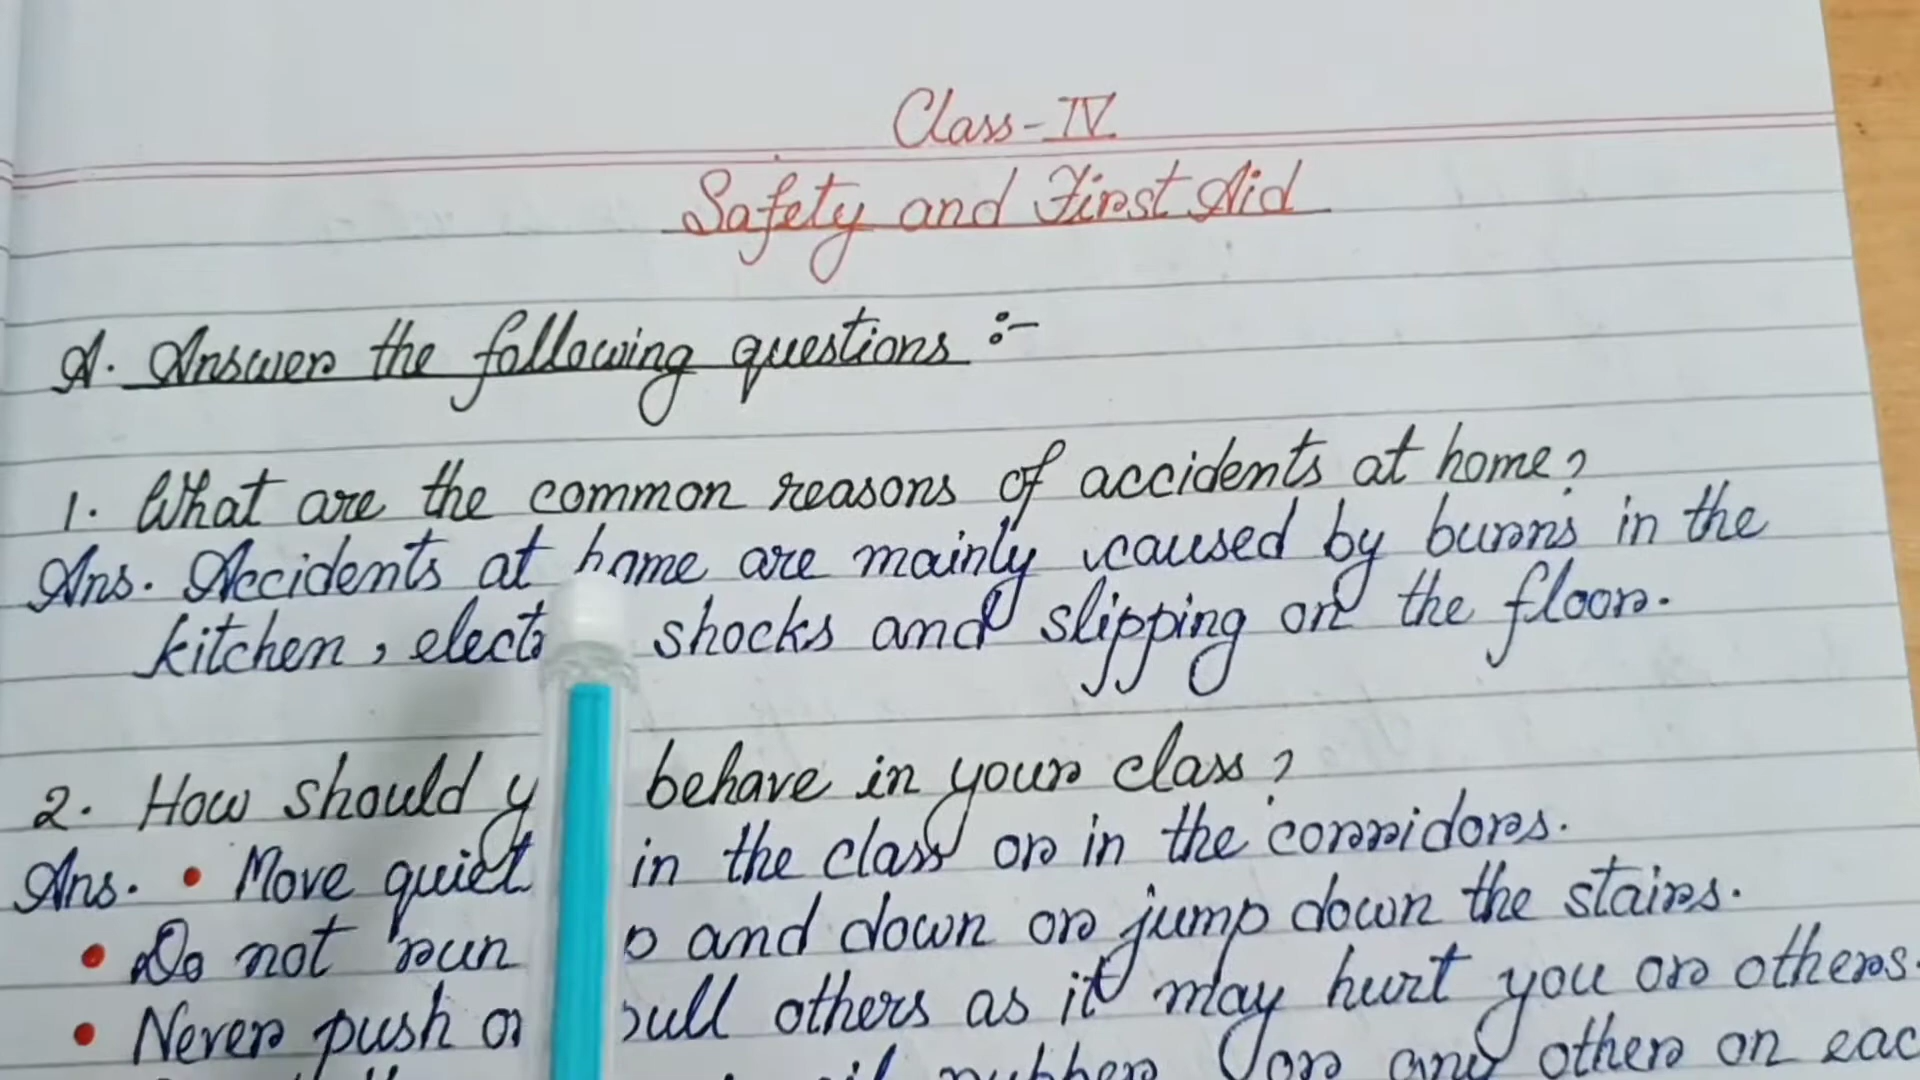 Class-IV
Safety and First Aid
A. Answer the following questions :-
1. What are the common reasons of accidents at home?
Ans. Accidents at home are mainly caused by burns in the
kitchen, shocks and slipping on the floor.
2. How should behave in your class?
Ans. • Move in the class or in the corridors.
• Do not run and down or jump down the stairs.
• Never push others as it may hurt you or others.
other on